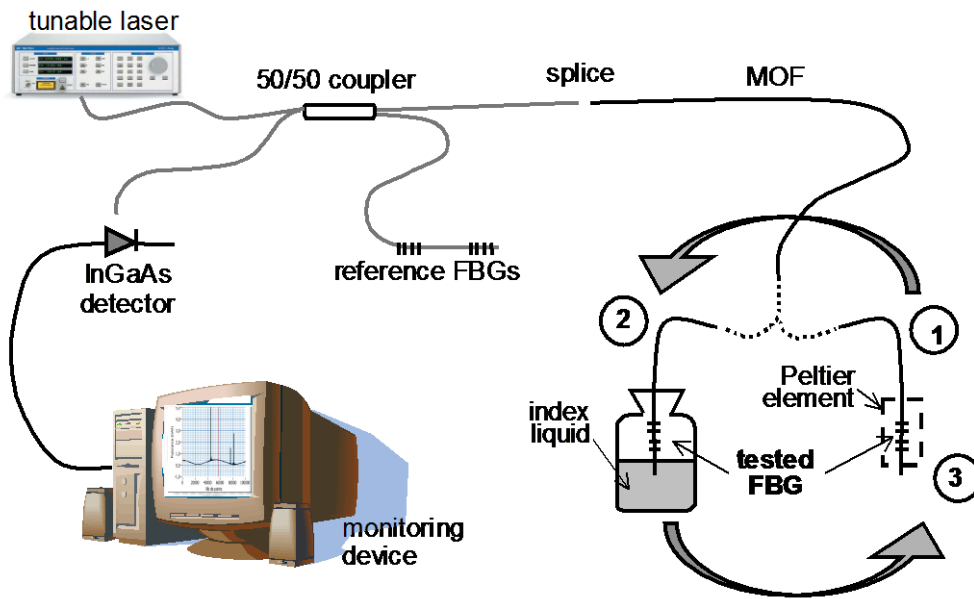 tunable laser
50/50 coupler
splice
MOF
InGaAs
detector
reference FBGs
2
1
Peltier
element
index
liquid
tested
FBG
3
monitoring
device